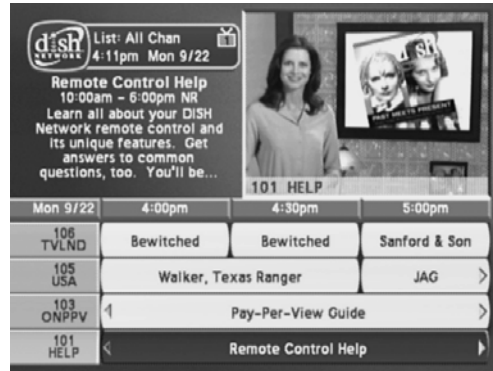 dish
NETWORK
List: All Chan
4:11pm Mon 9/22
Remote Control Help
10:00am - 6:00pm NR
Learn all about your DISH
Network remote control and
its unique features. Get
answers to common
questions, too. You'll be...
dish
PAST MEETS PRESENT
101 HELP
Mon 9/22 4:00pm 4:30pm 5:00pm
106
TVLND Bewitched Bewitched Sanford & Son
105
USA Walker, Texas Ranger JAG
103
ONPPV Pay-Per-View Guide
101
HELP Remote Control Help